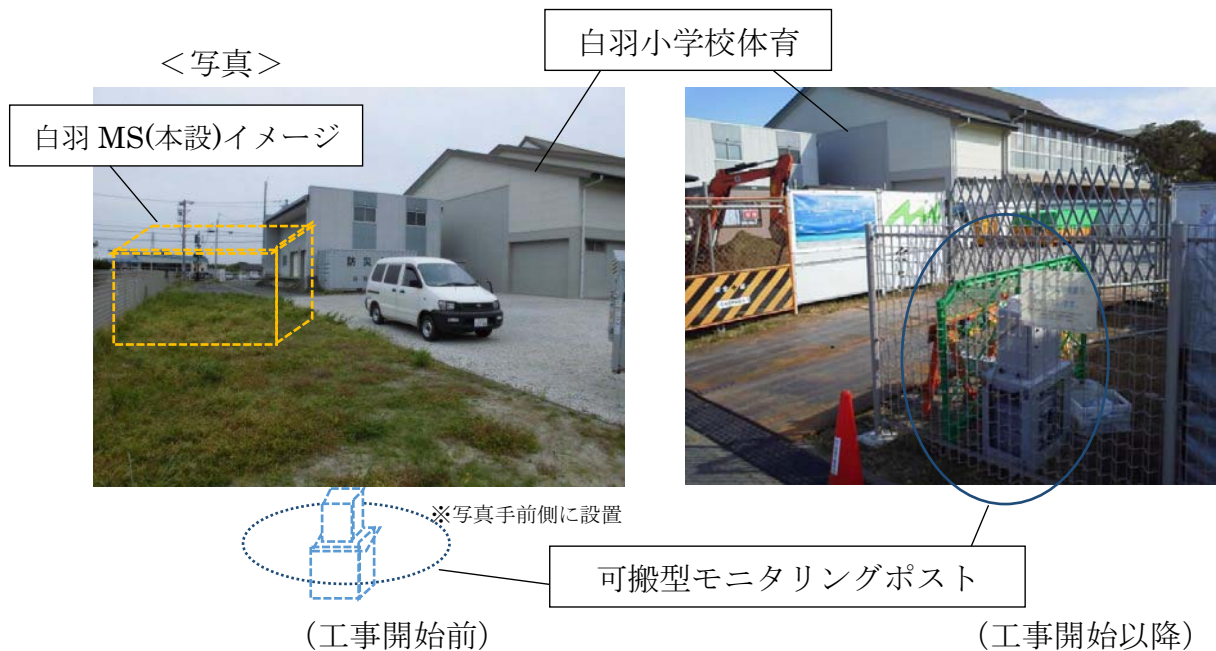 白羽小学校体育
＜写真＞
白羽 MS(本設)イメージ
防災
※写真手前側に設置
可搬型モニタリングポスト
（工事開始前）
（工事開始以降）